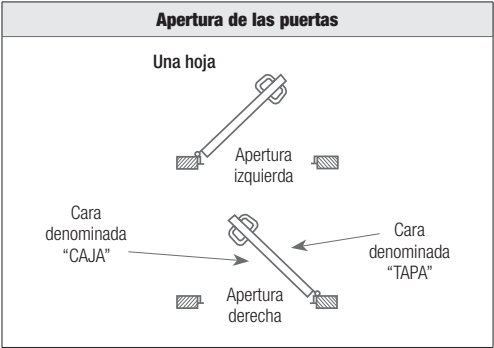 Apertura de las puertas
Una hoja
Apertura
izquierda
Cara
denominada
“CAJA”
Cara
denominada
“TAPA”
Apertura
derecha